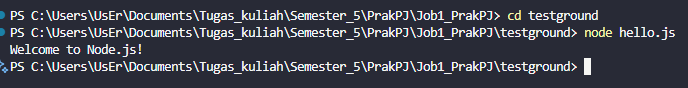 PS C:\Users\UsEr\Documents\Tugas_kuliah\Semester_5\PrakPJ\Job1_PrakPJ> cd testground
PS C:\Users\UsEr\Documents\Tugas_kuliah\Semester_5\PrakPJ\Job1_PrakPJ\testground> node hello.js
Welcome to Node.js!
PS C:\Users\UsEr\Documents\Tugas_kuliah\Semester_5\PrakPJ\Job1_PrakPJ\testground>